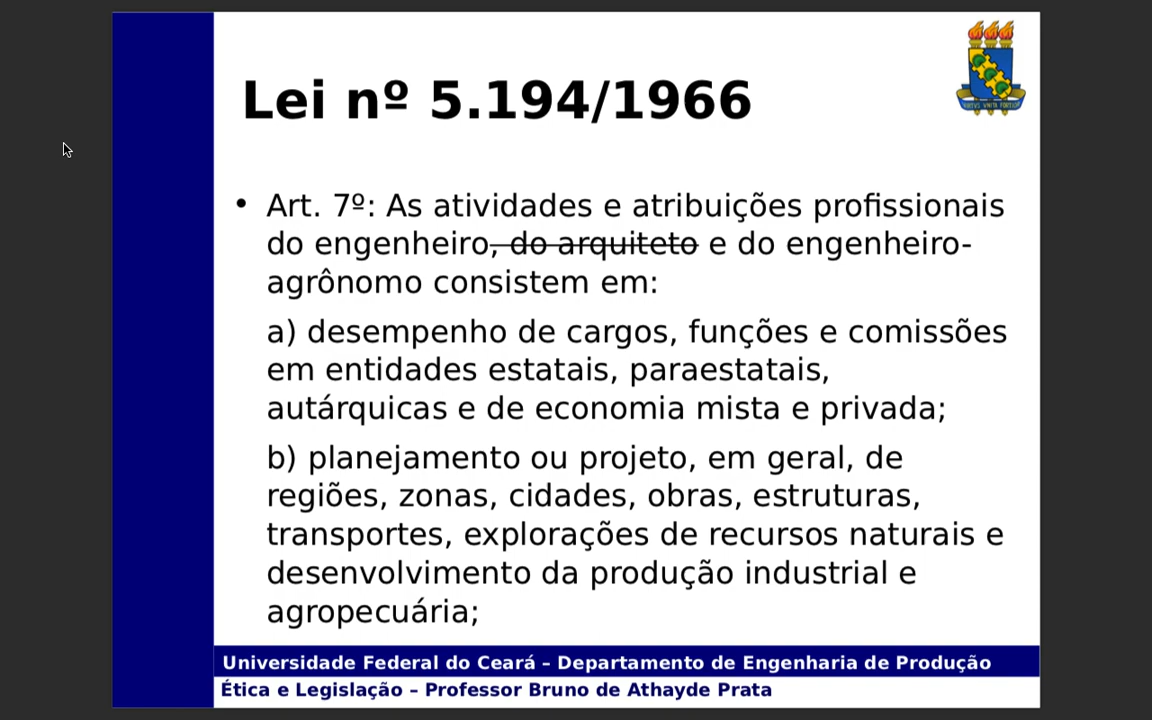 Lei nº 5.194/1966
• Art. 7º: As atividades e atribuições profissionais
do engenheiro, do arquiteto e do engenheiro-
agrônomo consistem em:
a) desempenho de cargos, funções e comissões
em entidades estatais, paraestatais,
autárquicas e de economia mista e privada;
b) planejamento ou projeto, em geral, de
regiões, zonas, cidades, obras, estruturas,
transportes, explorações de recursos naturais e
desenvolvimento da produção industrial e
agropecuária;
Universidade Federal do Ceará – Departamento de Engenharia de Produção
Ética e Legislação – Professor Bruno de Athayde Prata